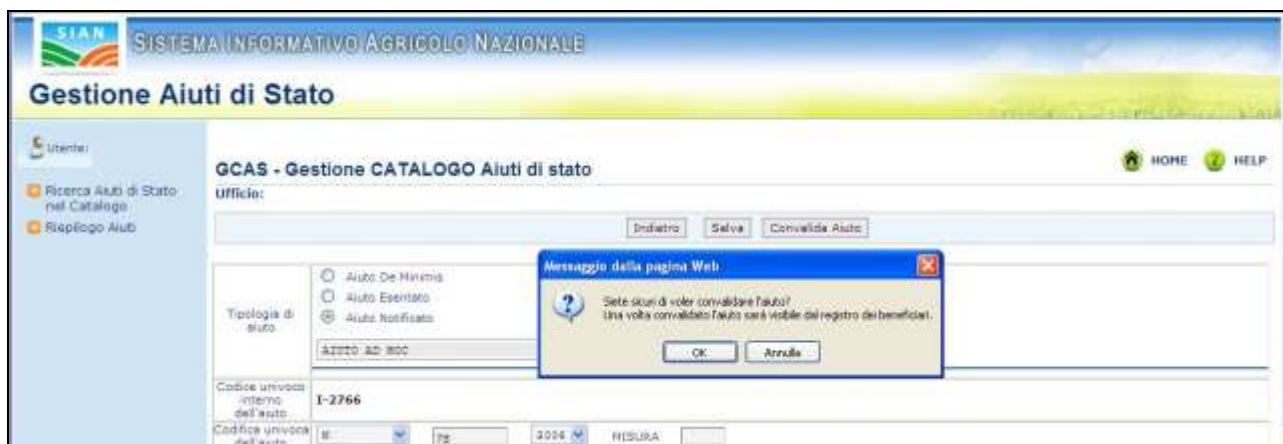 SIAN
SISTEMA INFORMATIVO AGRICOLO NAZIONALE
Gestione Aiuti di Stato
Utente:
Ricerca Aiuti di Stato
nel Catalogo
Riepilogo Aiuti
HOME HELP
GCAS - Gestione CATALOGO Aiuti di stato
Ufficio:
Indietro Salva Convalida Aiuto
Messaggio dalla pagina Web
Siete sicuri di voler convalidare l'aiuto?
Una volta convalidato l'aiuto sarà visibile dal registro dei beneficiari.
OK Annulla
Tipologia di
aiuto
Aiuto De Minimis
Aiuto Esentato
Aiuto Notificato
AIUTO AD HOC
Codice univoco
interno
dell'aiuto
I-2766
Codifica univoca
dell'aiuto
N 75 2004 MISURA